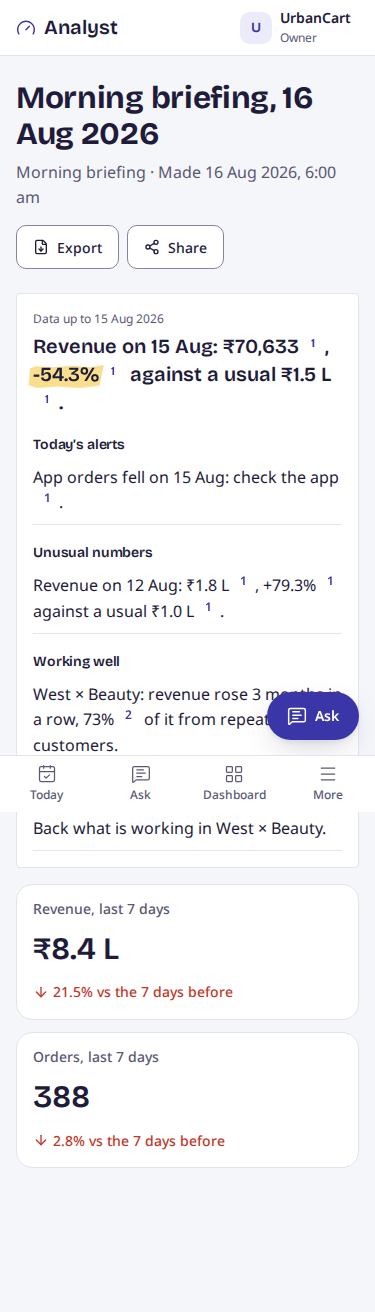 Analyst
U
UrbanCart
Owner
Morning briefing, 16
Aug 2026
Morning briefing · Made 16 Aug 2026, 6:00
am
Export
Share
Data up to 15 Aug 2026
Revenue on 15 Aug: ₹70,633 1 ,
-54.3% 1 against a usual ₹1.5 L
1 .
Today's alerts
App orders fell on 15 Aug: check the app
1 .
Unusual numbers
Revenue on 12 Aug: ₹1.8 L 1 , +79.3% 1
against a usual ₹1.0 L 1 .
Working well
West × Beauty: revenue rose 3
a row, 73% 2 of it from repeat
customers.
Ask
Today
Ask
Dashboard
More
Back what is working in West × Beauty.
Revenue, last 7 days
₹8.4 L
↓ 21.5% vs the 7 days before
Orders, last 7 days
388
↓ 2.8% vs the 7 days before